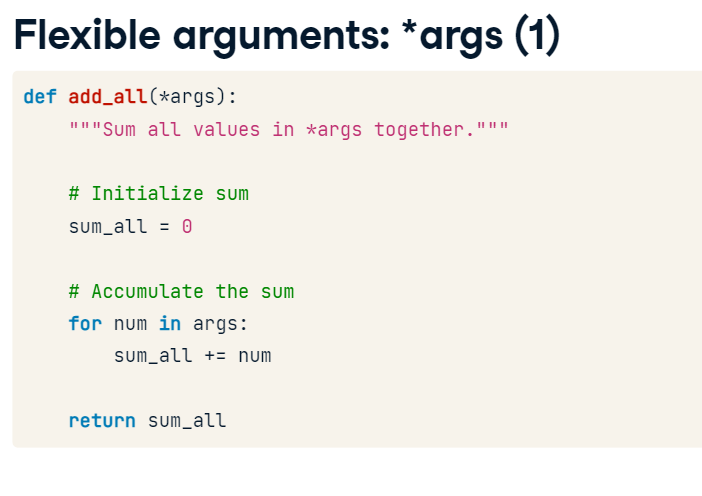 Flexible arguments: *args (1)
def add_all(*args):
    """Sum all values in *args together."""
    # Initialize sum
    sum_all = 0
    # Accumulate the sum
    for num in args:
        sum_all += num
    return sum_all